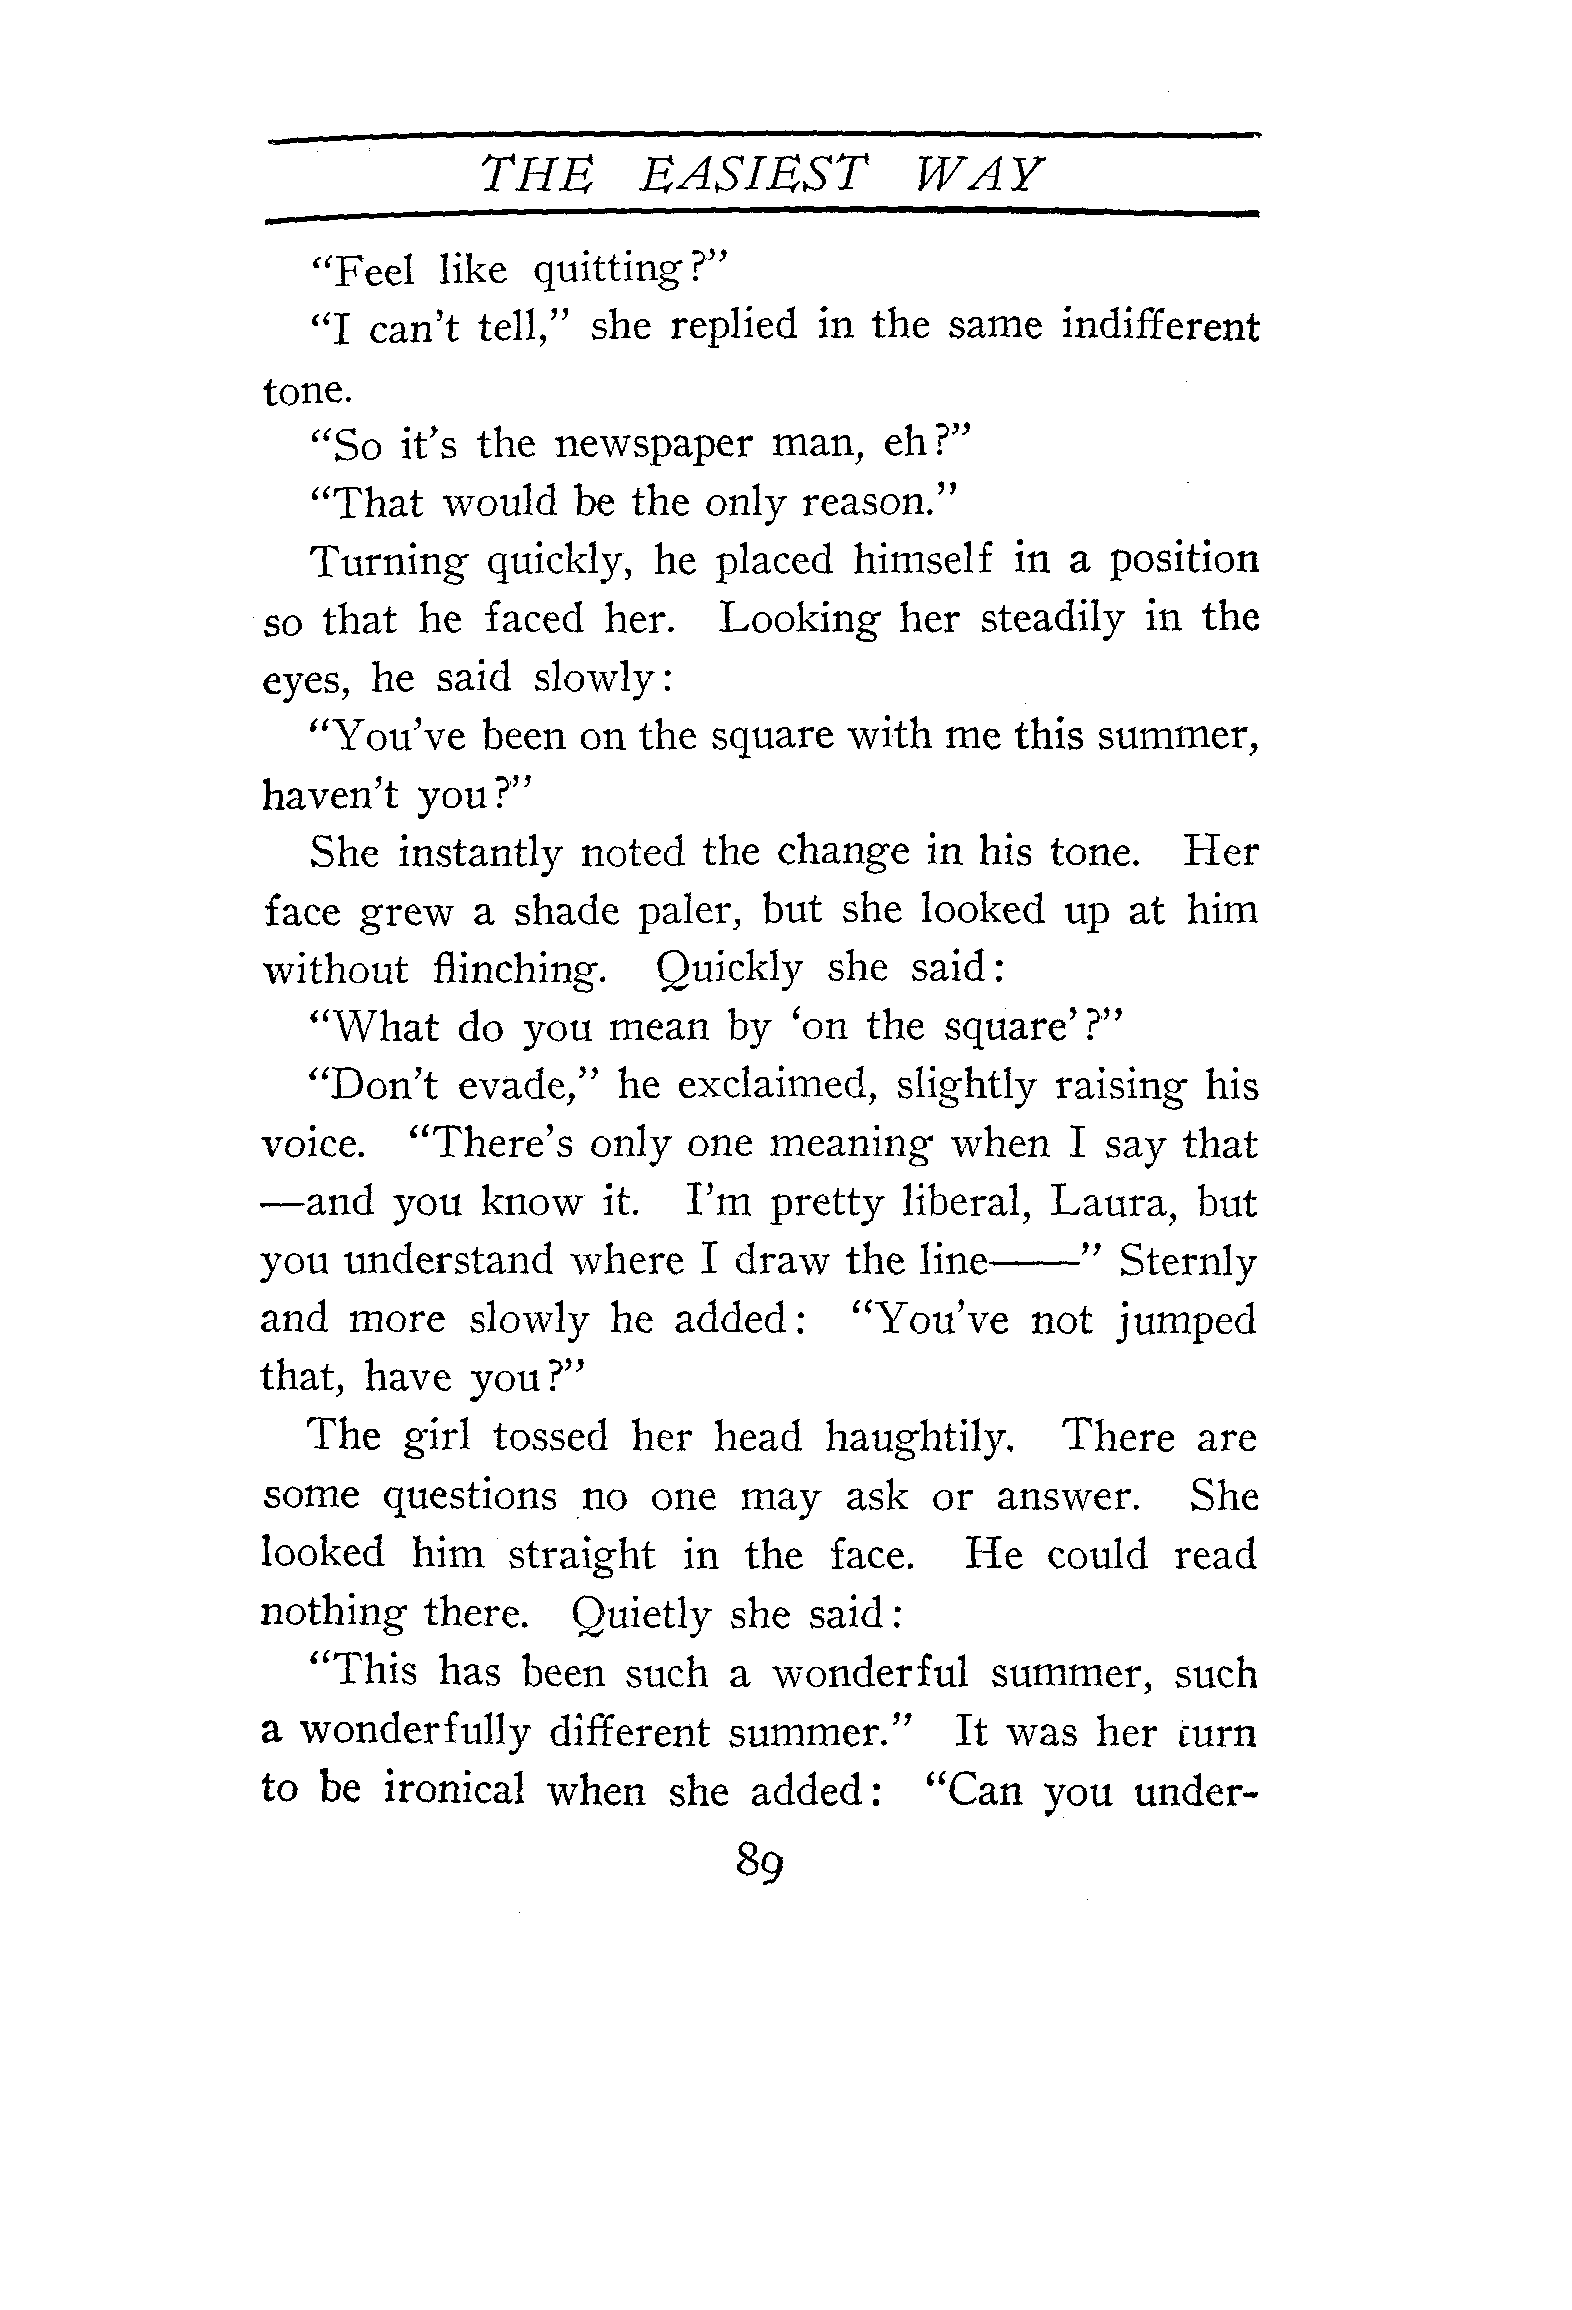 THE EASIEST WAY
“Feel like quitting?”
“I can't tell,” she replied in the same indifferent
tone.
“So it's the newspaper man, eh?”
“That would be the only reason.”
Turning quickly, he placed himself in a position
so that he faced her. Looking her steadily in the
eyes, he said slowly:
“You've been on the square with me this summer,
haven't you?”
She instantly noted the change in his tone. Her
face grew a shade paler, but she looked up at him
without flinching. Quickly she said:
“What do you mean by ‘on the square’?”
“Don't evade,” he exclaimed, slightly raising his
voice. “There's only one meaning when I say that
—and you know it. I'm pretty liberal, Laura, but
you understand where I draw the line——” Sternly
and more slowly he added: “You've not jumped
that, have you?”
The girl tossed her head haughtily. There are
some questions no one may ask or answer. She
looked him straight in the face. He could read
nothing there. Quietly she said:
“This has been such a wonderful summer, such
a wonderfully different summer.” It was her turn
to be ironical when she added: “Can you under-
89